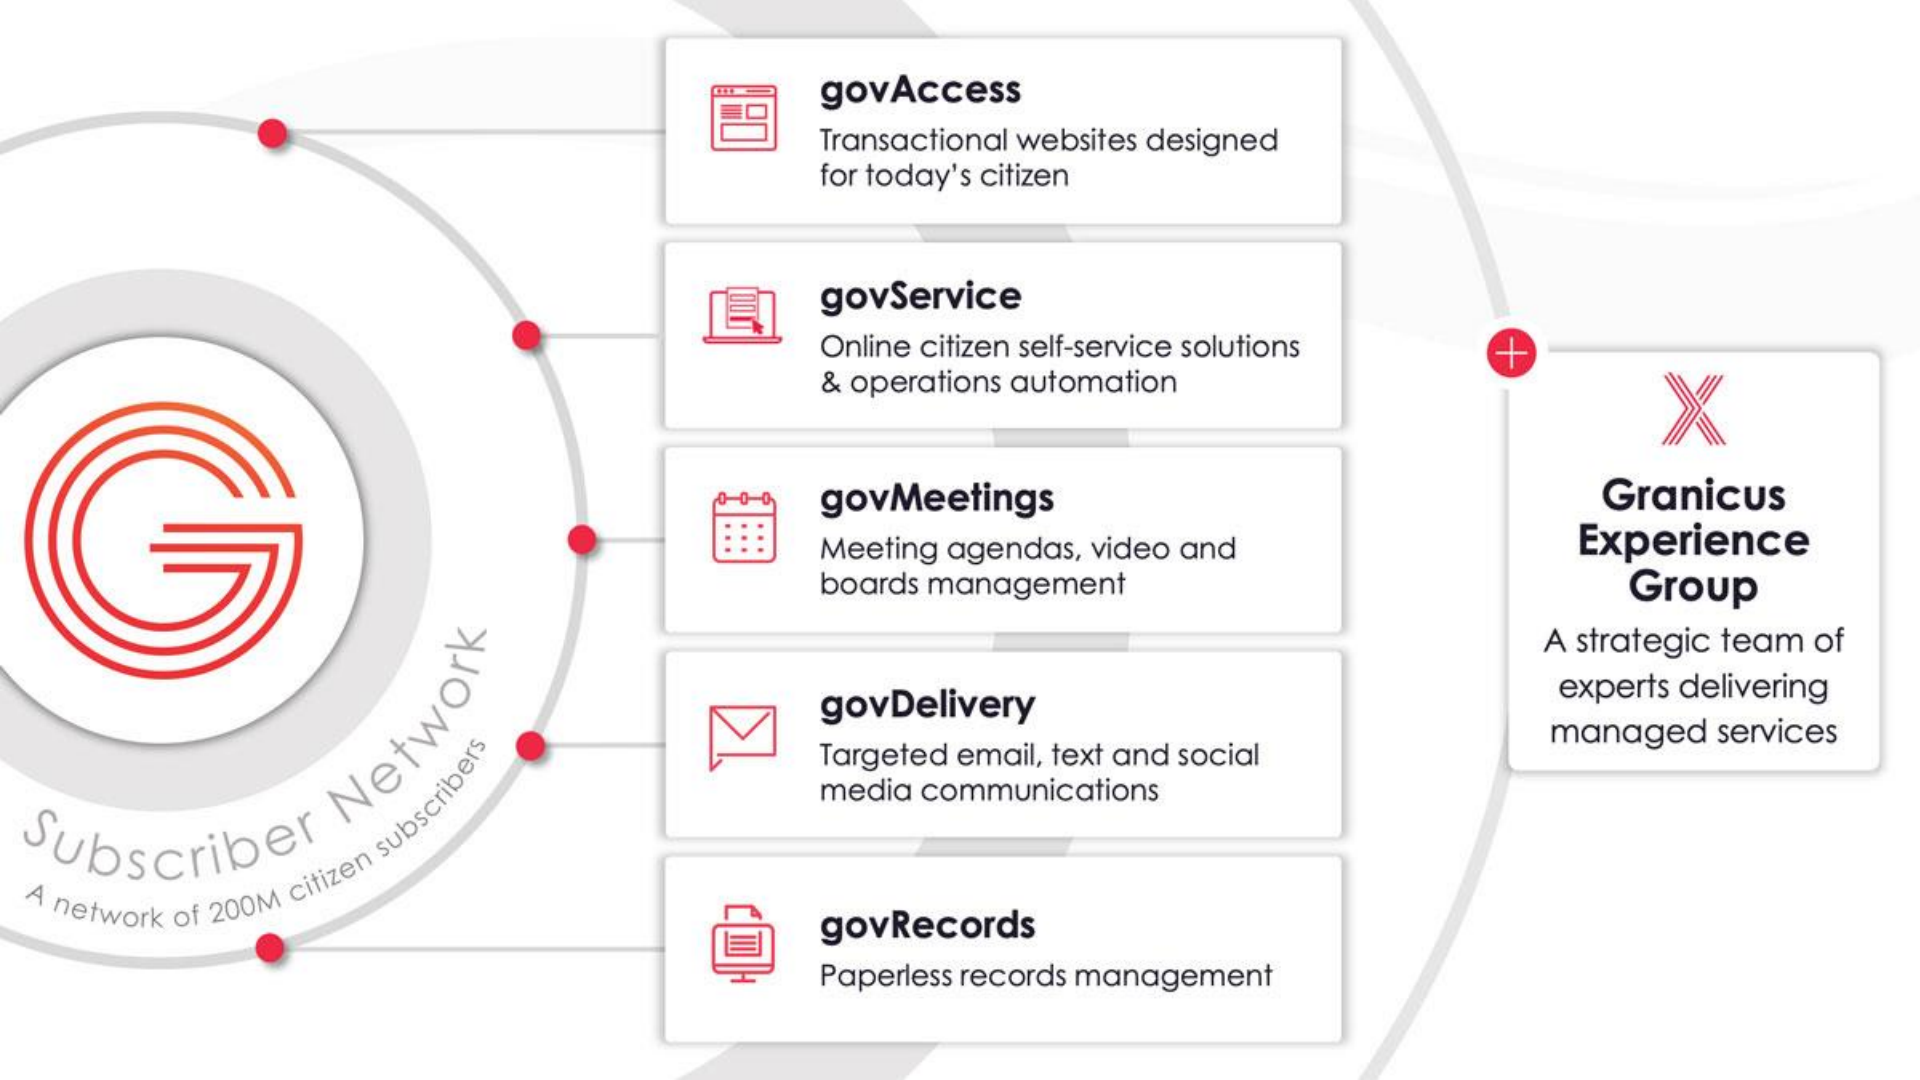 govAccess
Transactional websites designed
for today's citizen
govService
Online citizen self-service solutions
& operations automation
govMeetings
Meeting agendas, video and
boards management
govDelivery
Targeted email, text and social
media communications
govRecords
Paperless records management
Subscriber Network
A network of 200M citizen subscribers
Granicus
Experience
Group
A strategic team of
experts delivering
managed services